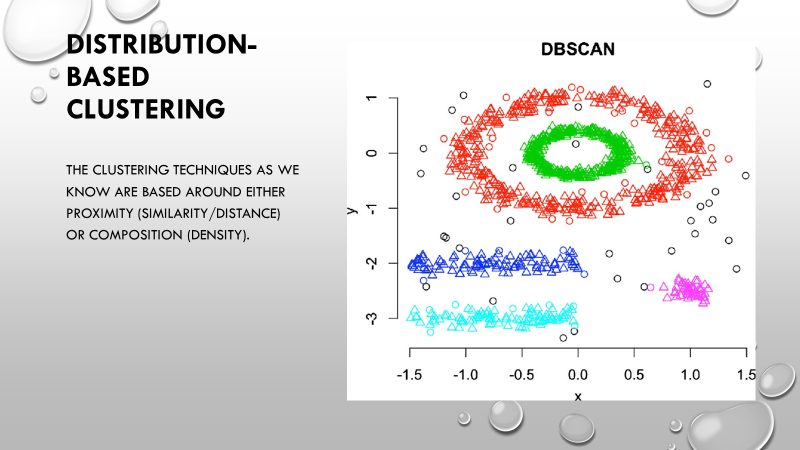 DISTRIBUTION-
BASED
CLUSTERING
THE CLUSTERING TECHNIQUES AS WE
KNOW ARE BASED AROUND EITHER
PROXIMITY (SIMILARITY/DISTANCE)
OR COMPOSITION (DENSITY).
DBSCAN
1
0
-1
-2
-3
y
-1.5 -1.0 -0.5 0.0 0.5 1.0 1.5
x